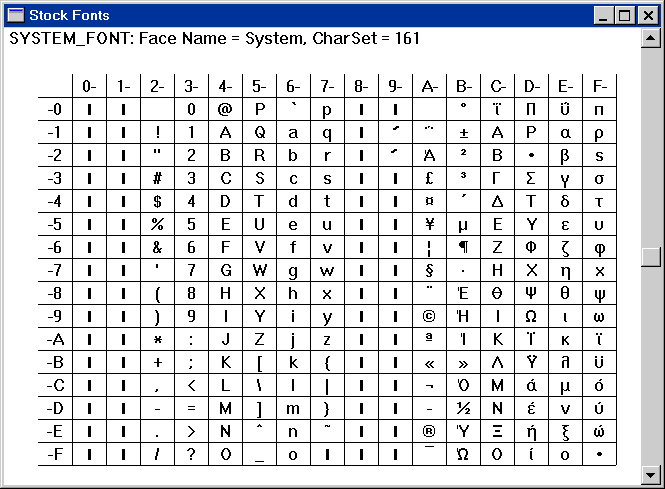 Stock Fonts
SYSTEM_FONT: Face Name = System, CharSet = 161
0- 1- 2- 3- 4- 5- 6- 7- 8- 9- A- B- C- D- E- F-
-0 ❙ ❙ 0 @ P ` p ❙ ❙ ° ΐ Π ΰ π
-1 ❙ ❙ ! 1 A Q a q ❙ ΄ ΅ ± Α Ρ α ρ
-2 ❙ ❙ " 2 B R b r ❙ ΄ Ά ² Β • β ς
-3 ❙ ❙ # 3 C S c s ❙ ❙ £ ³ Γ Σ γ σ
-4 ❙ ❙ $ 4 D T d t ❙ ❙ ¤ ΄ Δ Τ δ τ
-5 ❙ ❙ % 5 E U e u ❙ ❙ ¥ µ Ε Υ ε υ
-6 ❙ ❙ & 6 F V f v ❙ ❙ ¦ ¶ Ζ Φ ζ φ
-7 ❙ ❙ ' 7 G W g w ❙ ❙ § · Η Χ η χ
-8 ❙ ❙ ( 8 H X h x ❙ ❙ ¨ Έ Θ Ψ θ ψ
-9 ❙ ❙ ) 9 I Y i y ❙ ❙ © Ή Ι Ω ι ω
-A ❙ ❙ * : J Z j z ❙ ❙ ª Ί Κ Ϊ κ ϊ
-B ❙ ❙ + ; K [ k { ❙ ❙ « » Λ Ϋ λ ϋ
-C ❙ ❙ , < L \ l | ❙ ❙ ¬ Ό Μ ά μ ό
-D ❙ ❙ - = M ] m } ❙ ❙ - ½ Ν έ ν ύ
-E ❙ ❙ . > N ^ n ~ ❙ ❙ ® Ύ Ξ ή ξ ώ
-F ❙ ❙ / ? O _ o ❙ ❙ ❙ ¯ Ώ Ο ί ο •